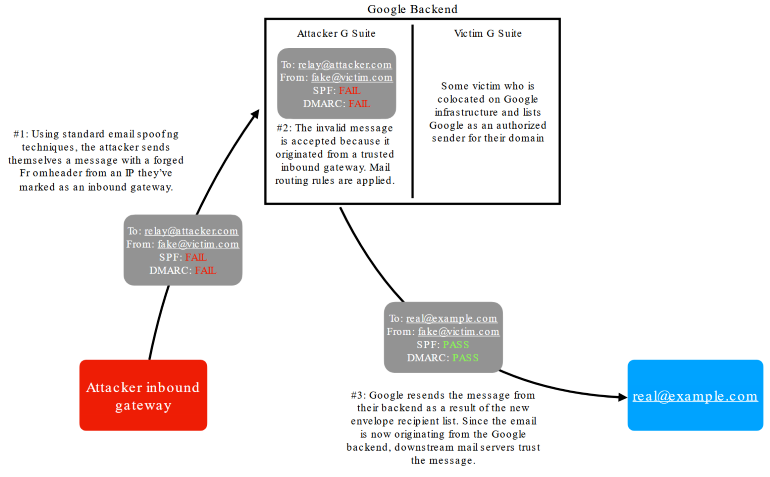 Google Backend
Attacker G Suite
To: relay@attacker.com
From: fake@victim.com
SPF: FAIL
DMARC: FAIL
#2: The invalid message
is accepted because it
originated from a trusted
inbound gateway. Mail
routing rules are applied.
Victim G Suite
Some victim who is
colocated on Google
infrastructure and lists
Google as an authorized
sender for their domain
#1: Using standard email spoofng
techniques, the attacker sends
themselves a message with a forged
Fr omheader from an IP they've
marked as an inbound gateway.
To: relay@attacker.com
From: fake@victim.com
SPF: FAIL
DMARC: FAIL
Attacker inbound
gateway
To: real@example.com
From: fake@victim.com
SPF: PASS
DMARC: PASS
#3: Google resends the message from
their backend as a result of the new
envelope recipient list. Since the email
is now originating from the Google
backend, downstream mail servers trust
the message.
real@example.com